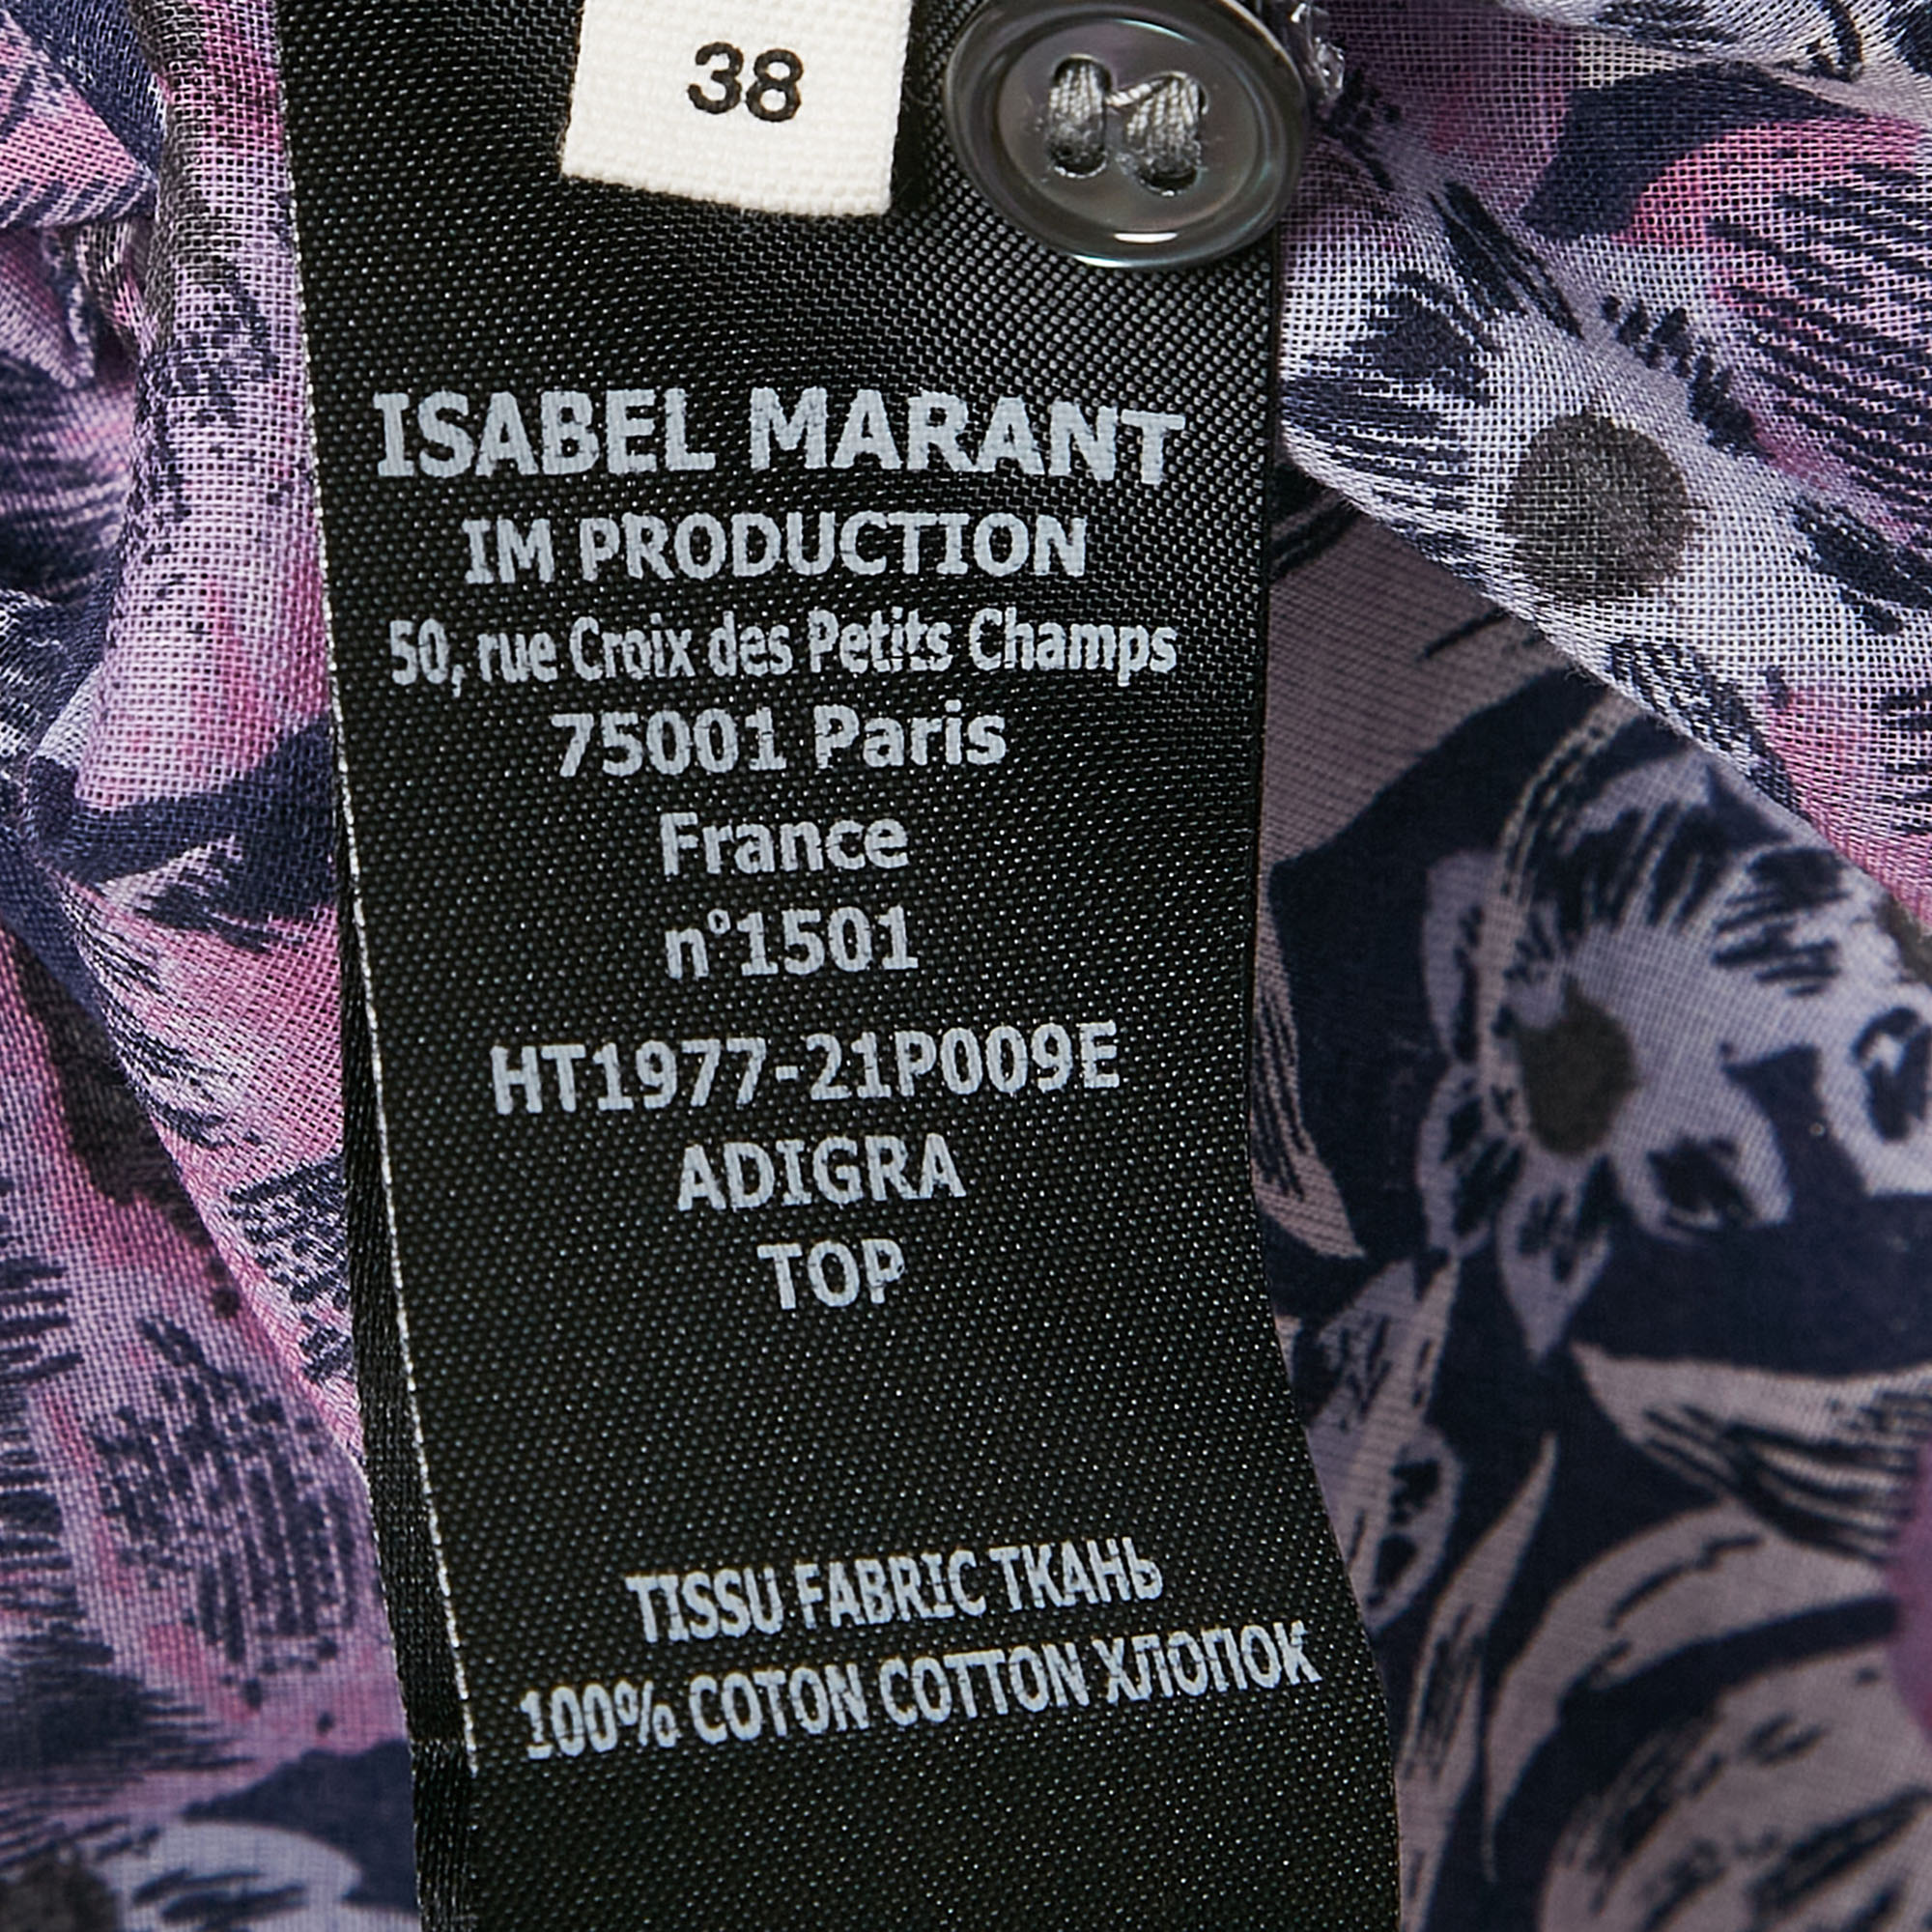 38
ISABEL MARANT
IM PRODUCTION
50, rue Croix des Petits Champs
75001 Paris
France
n°1501
HT1977-21P009E
ADIGRA
TOP
TISSU FABRIC ТКАНЬ
100% COTON COTTON ХЛОПОК